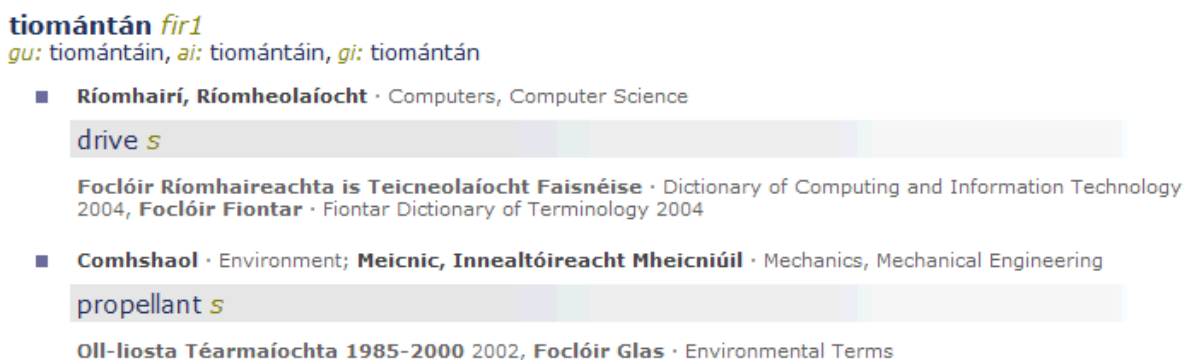 tiomántán fir1
gu: tiomántáin, ai: tiomántáin, gi: tiomántán
Ríomhairí, Ríomheolaíocht · Computers, Computer Science
drive s
Foclóir Ríomhaireachta is Teicneolaíocht Faisnéise · Dictionary of Computing and Information Technology
2004, Foclóir Fiontar · Fiontar Dictionary of Terminology 2004
Comhshaol · Environment; Meicnic, Innealtóireacht Mheicniúil · Mechanics, Mechanical Engineering
propellant s
Oll-liosta Téarmaíochta 1985-2000 2002, Foclóir Glas · Environmental Terms